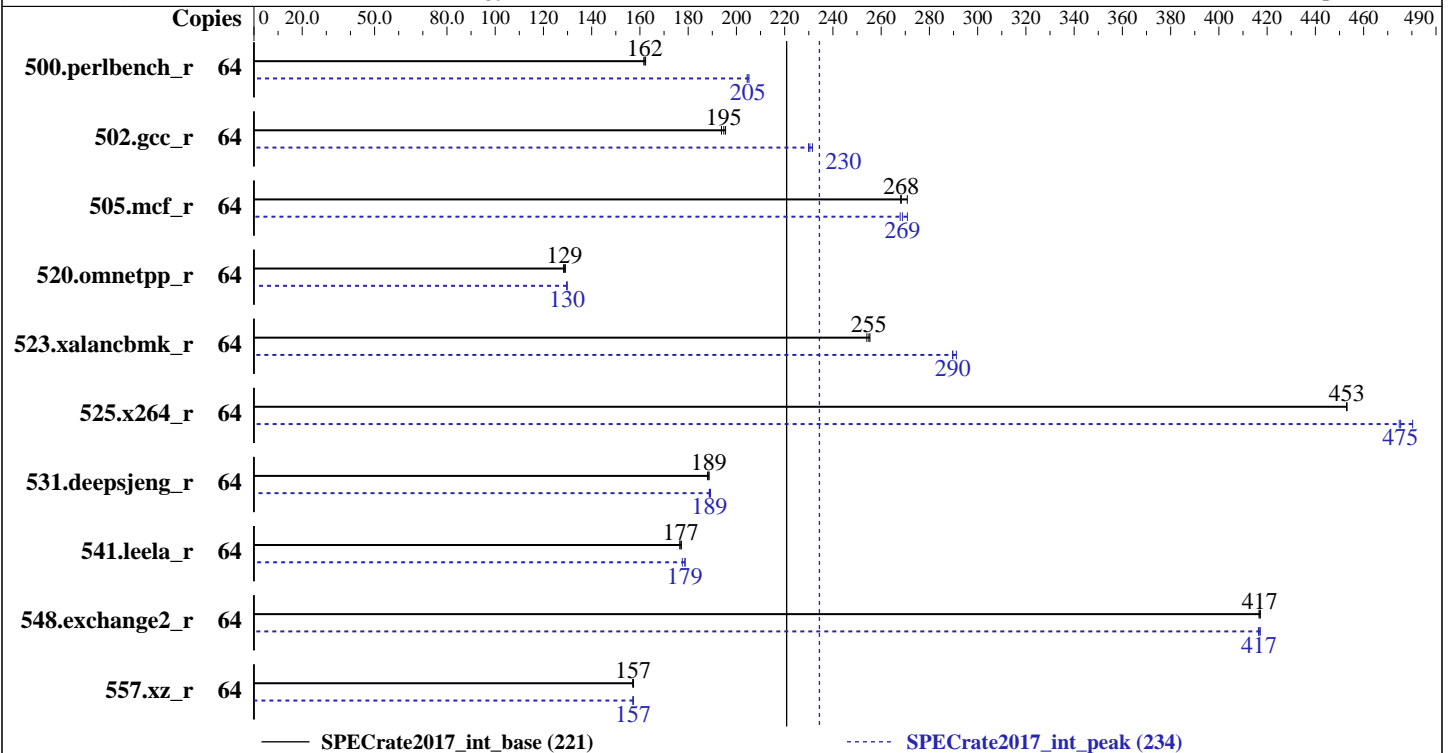 Copies 0 20.0 50.0 80.0 100 120 140 160 180 200 220 240 260 280 300 320 340 360 380 400 420 440 460 490
500.perlbench_r 64 162
205
502.gcc_r 64 195
230
505.mcf_r 64 268
269
520.omnetpp_r 64 129
130
523.xalancbmk_r 64 255
290
525.x264_r 64 453
475
531.deepsjeng_r 64 189
189
541.leela_r 64 177
179
548.exchange2_r 64 417
417
557.xz_r 64 157
157
SPECrate2017_int_base (221) SPECrate2017_int_peak (234)